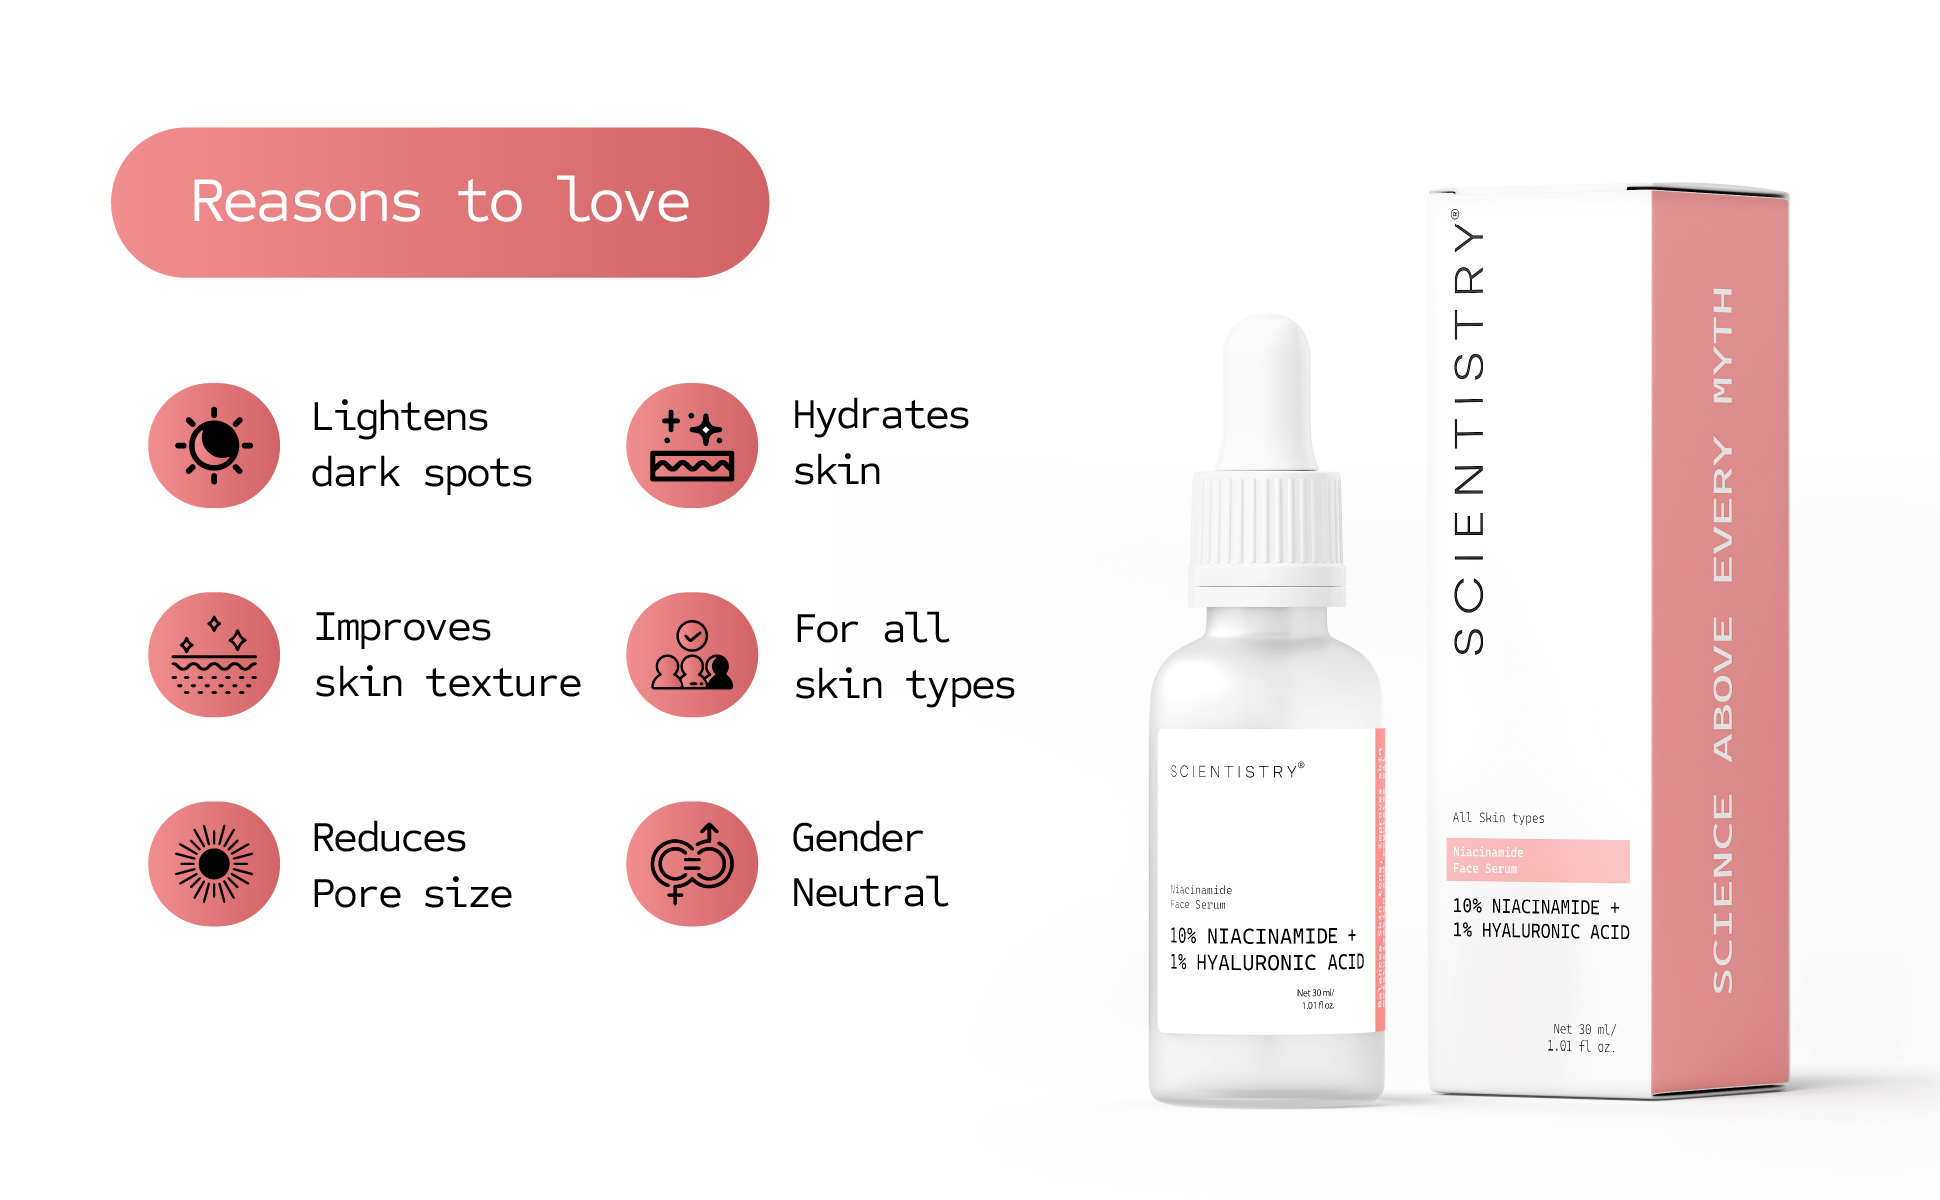 Reasons to love
Lightens
dark spots
Hydrates
skin
Improves
skin texture
For all
skin types
Reduces
Pore size
Gender
Neutral
SCIENTISTRY®
Niacinamide
Face Serum
10% NIACINAMIDE +
1% HYALURONIC ACID
Net 30 ml/
1.01 fl oz.
SCIENTISTRY®
All Skin types
Niacinamide
Face Serum
10% NIACINAMIDE +
1% HYALURONIC ACID
Net 30 ml/
1.01 fl oz.
SCIENCE ABOVE EVERY MYTH